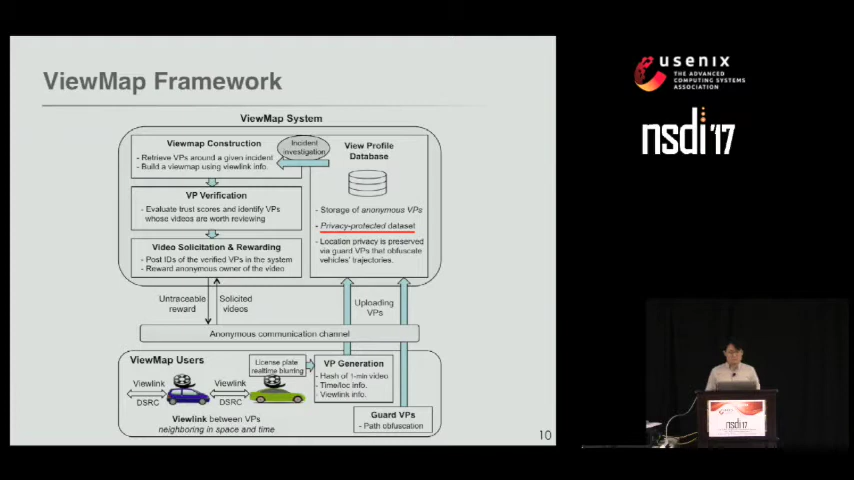 ViewMap Framework
ViewMap System
Viewmap Construction
- Retrieve VPs around a given incident
- Build a viewmap using viewlink info.
Incident
investigation
View Profile
Database
VP Verification
- Evaluate trust scores and identify VPs
whose videos are worth reviewing
- Storage of anonymous VPs
- Privacy-protected dataset
- Location privacy is preserved
via guard VPs that obfuscate
vehicles' trajectories.
Video Solicitation & Rewarding
- Post IDs of the verified VPs in the system
- Reward anonymous owner of the video
Untraceable
reward
Solicited
videos
Uploading
VPs
Anonymous communication channel
ViewMap Users
License plate
realtime blurring
VP Generation
- Hash of 1-min video
- Time/loc info.
- Viewlink info.
Viewlink
DSRC
Viewlink
DSRC
Viewlink between VPs
neighboring in space and time
Guard VPs
- Path obfuscation
10
usenix
THE ADVANCED
COMPUTING SYSTEMS
ASSOCIATION
nsdi '17
nsdi'17